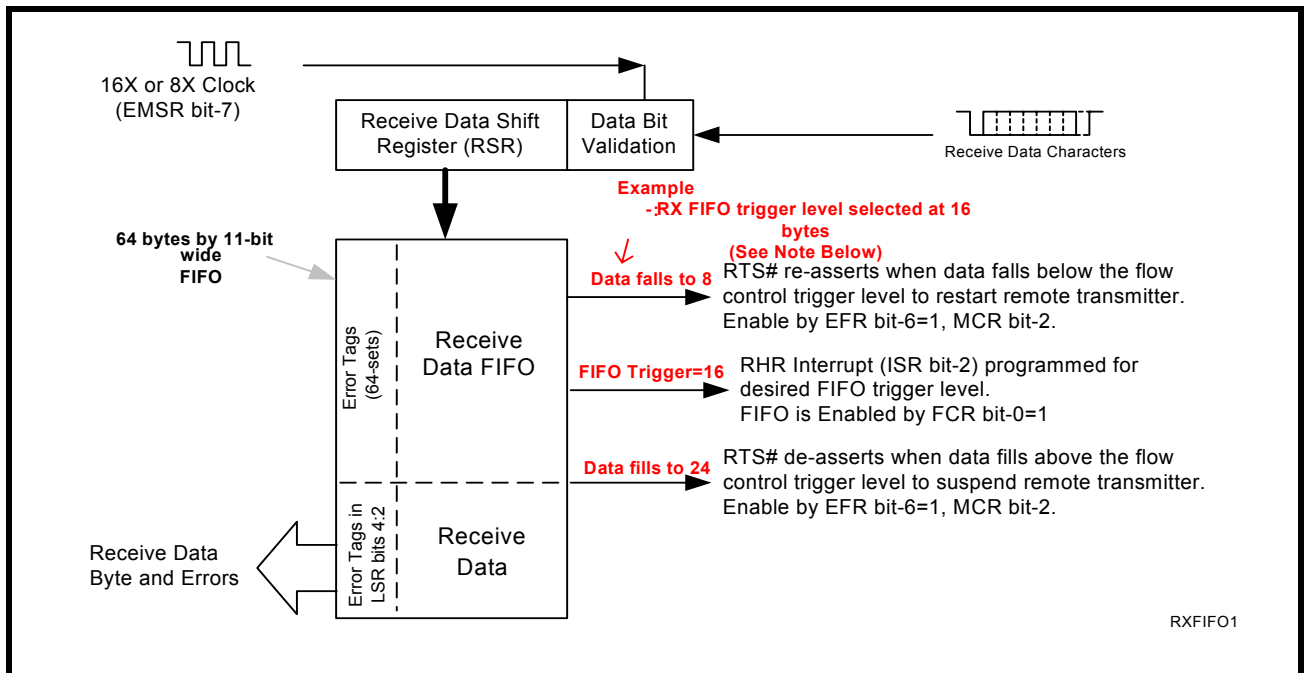 16X or 8X Clock
(EMSR bit-7)
Receive Data Shift
Register (RSR)
Data Bit
Validation
Receive Data Characters
Example
-:RX FIFO trigger level selected at 16
bytes
(See Note Below)
64 bytes by 11-bit
wide
FIFO
Data falls to 8
RTS# re-asserts when data falls below the flow
control trigger level to restart remote transmitter.
Enable by EFR bit-6=1, MCR bit-2.
Error Tags
(64-sets)
Receive
Data FIFO
FIFO Trigger=16
RHR Interrupt (ISR bit-2) programmed for
desired FIFO trigger level.
FIFO is Enabled by FCR bit-0=1
Data fills to 24
RTS# de-asserts when data fills above the flow
control trigger level to suspend remote transmitter.
Enable by EFR bit-6=1, MCR bit-2.
Error Tags in
LSR bits 4:2
Receive
Data
Receive Data
Byte and Errors
RXFIFO1